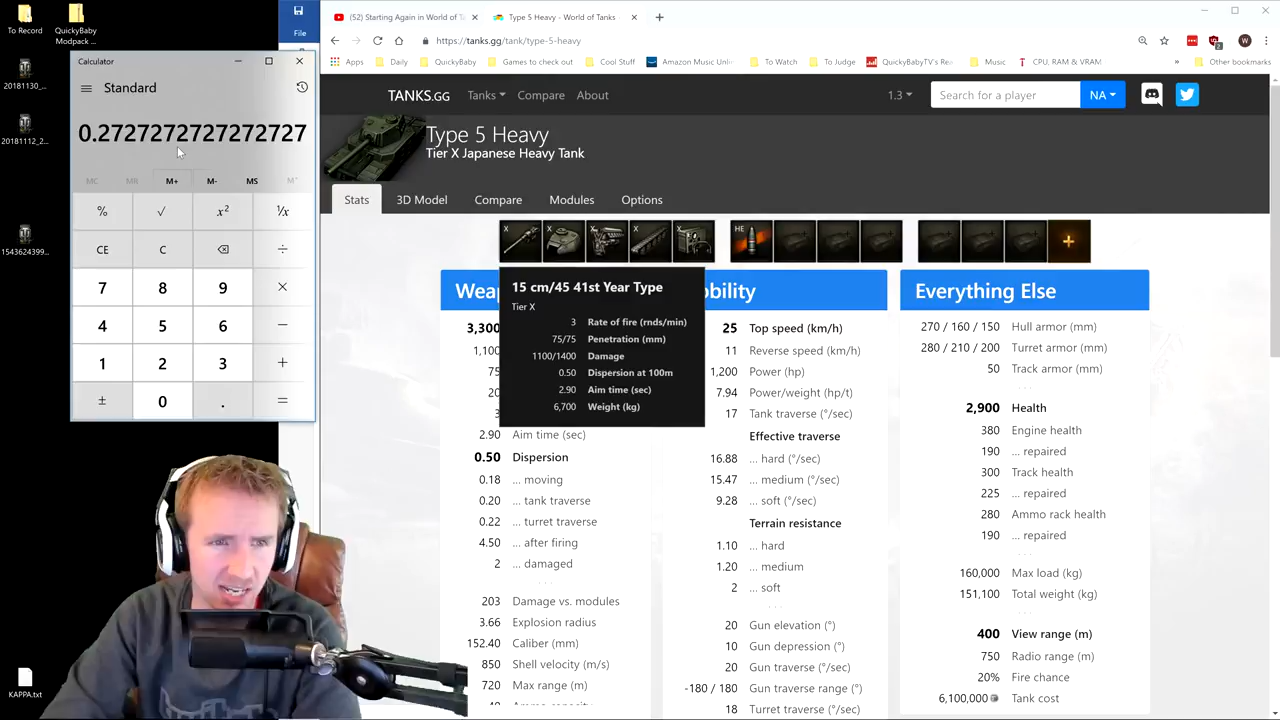 To Record
QuickyBaby
Modpack ...
20181130_...
20181112_2...
1543624399...
KAPPA.txt
File
Calculator
Standard
0.2727272727272727
MC MR M+ M- MS
% √ x² ¹/x
CE C ÷
7 8 9 ×
4 5 6 −
1 2 3 +
± 0 . =
(52) Starting Again in World of T
Type 5 Heavy - World of Tanks
https://tanks.gg/tank/type-5-heavy
W
Apps Daily QuickyBaby Games to check out Cool Stuff Amazon Music Unli To Watch To Judge QuickyBabyTV's Rea Music CPU, RAM & VRAM » Other bookmarks
TANKS.GG Tanks Compare About 1.3 Search for a player NA
Type 5 Heavy
Tier X Japanese Heavy Tank
Stats 3D Model Compare Modules Options
X X X X X HE +
15 cm/45 41st Year Type
Tier X
3 Rate of fire (rnds/min)
75/75 Penetration (mm)
1100/1400 Damage
0.50 Dispersion at 100m
2.90 Aim time (sec)
6,700 Weight (kg)
Wea
3,300
1,100
75
20
3
2.90 Aim time (sec)
0.50 Dispersion
0.18 ... moving
0.20 ... tank traverse
0.22 ... turret traverse
4.50 ... after firing
2 ... damaged
203 Damage vs. modules
3.66 Explosion radius
152.40 Caliber (mm)
850 Shell velocity (m/s)
720 Max range (m)
bility
25 Top speed (km/h)
11 Reverse speed (km/h)
1,200 Power (hp)
7.94 Power/weight (hp/t)
17 Tank traverse (°/sec)
Effective traverse
16.88 ... hard (°/sec)
15.47 ... medium (°/sec)
9.28 ... soft (°/sec)
Terrain resistance
1.10 ... hard
1.20 ... medium
2 ... soft
20 Gun elevation (°)
10 Gun depression (°)
20 Gun traverse (°/sec)
-180 / 180 Gun traverse range (°)
18 Turret traverse (°/sec)
Everything Else
270 / 160 / 150 Hull armor (mm)
280 / 210 / 200 Turret armor (mm)
50 Track armor (mm)
2,900 Health
380 Engine health
190 ... repaired
300 Track health
225 ... repaired
280 Ammo rack health
190 ... repaired
160,000 Max load (kg)
151,100 Total weight (kg)
400 View range (m)
750 Radio range (m)
20% Fire chance
6,100,000 Tank cost